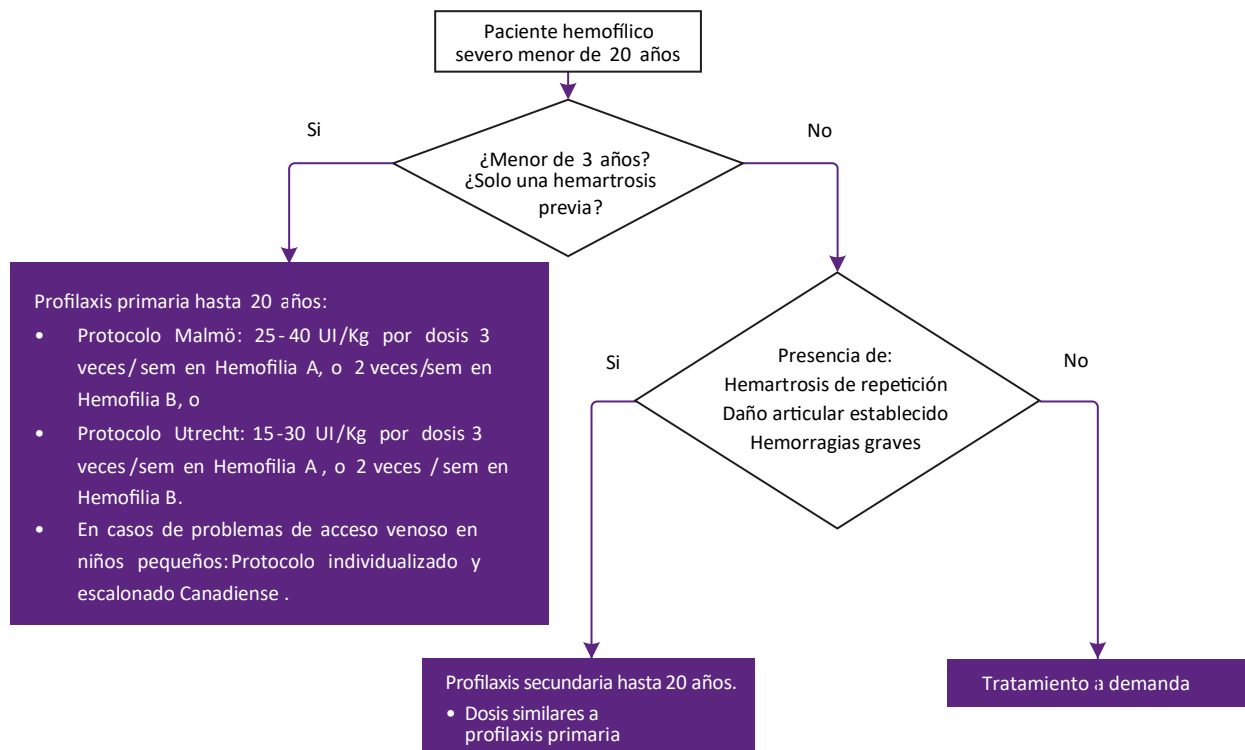 Paciente hemofílico
severo menor de 20 años
Si
No
¿Menor de 3 años?
¿Solo una hemartrosis
previa?
Profilaxis primaria hasta 20 años:
• Protocolo Malmö: 25-40 UI/Kg por dosis 3
veces/sem en Hemofilia A, o 2 veces/sem en
Hemofilia B, o
• Protocolo Utrecht: 15-30 UI/Kg por dosis 3
veces/sem en Hemofilia A, o 2 veces /sem en
Hemofilia B.
• En casos de problemas de acceso venoso en
niños pequeños: Protocolo individualizado y
escalonado Canadiense.
Si
No
Presencia de:
Hemartrosis de repetición
Daño articular establecido
Hemorragias graves
Profilaxis secundaria hasta 20 años.
• Dosis similares a
profilaxis primaria
Tratamiento a demanda